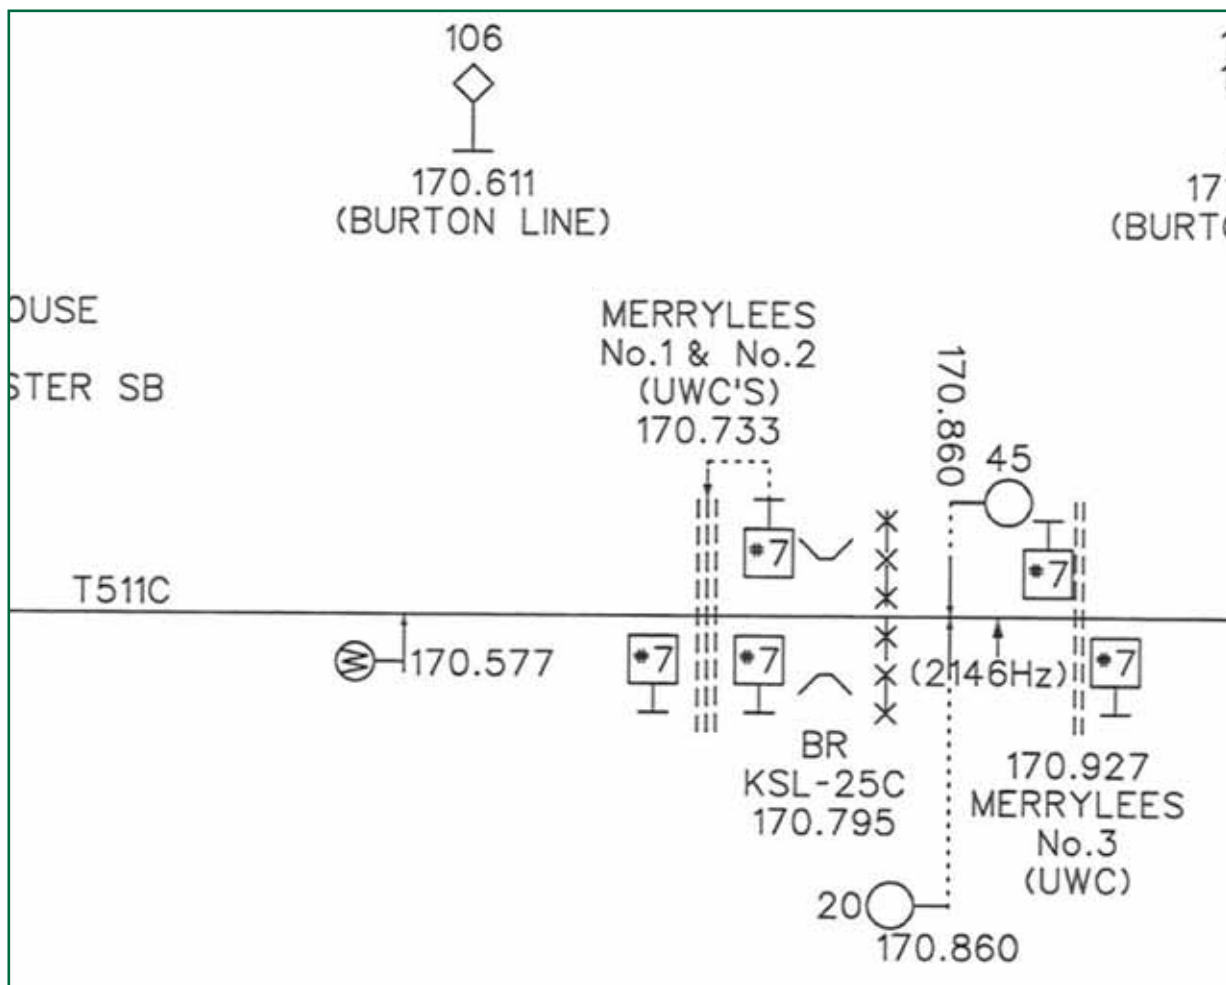 106
170.611
(BURTON LINE)
171
(BURTO
OUSE
STER SB
MERRYLEES
No.1 & No.2
(UWC'S)
170.733
170.860
45
*7
*7
T511C
170.577
*7
*7
(2146Hz)
*7
BR
KSL-25C
170.795
170.927
MERRYLEES
No.3
(UWC)
20
170.860